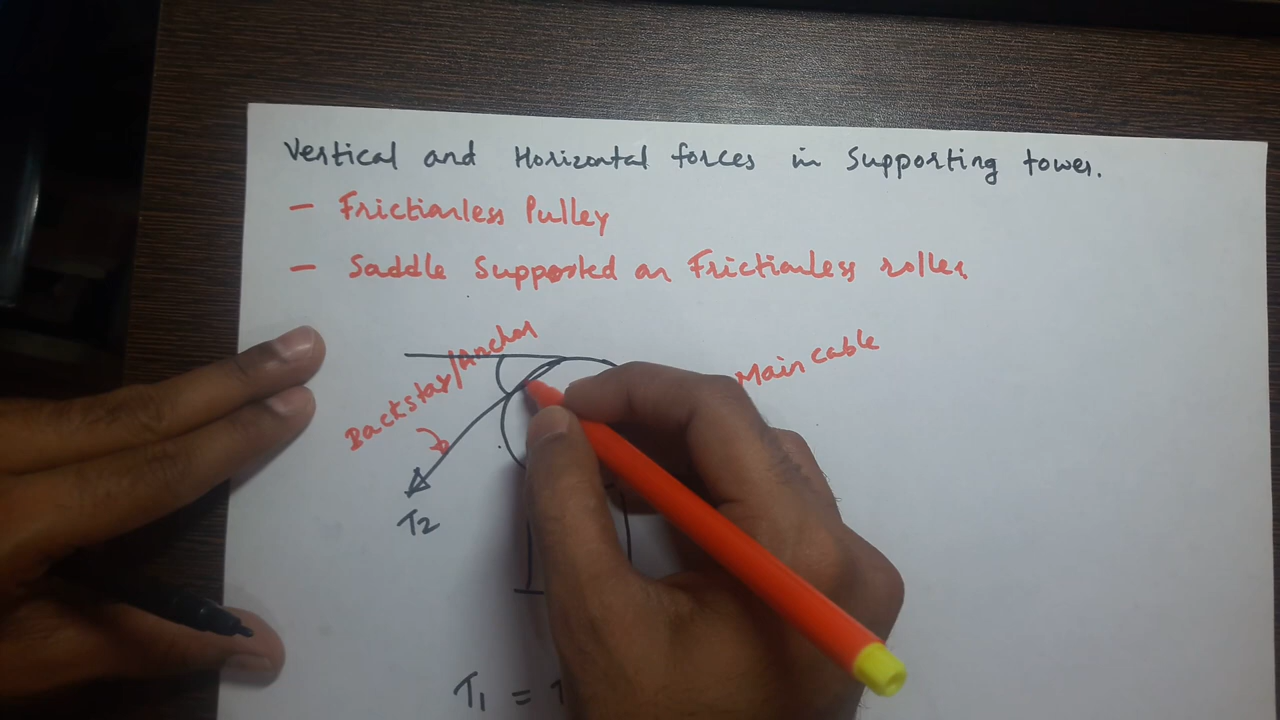 Vertical and Horizontal forces in Supporting tower.
- Frictionless Pulley
- Saddle Supported on Frictionless roller
Backstay/Anchor
Main cable
T2
T1 =